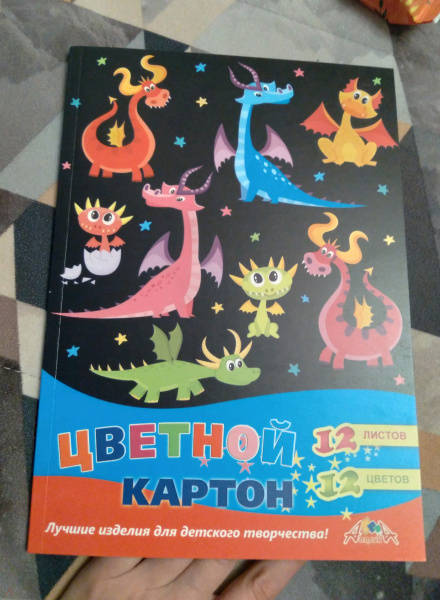 ЦВЕТНОЙ
КАРТОН
12 ЛИСТОВ
12 ЦВЕТОВ
Лучшие изделия для детского творчества!